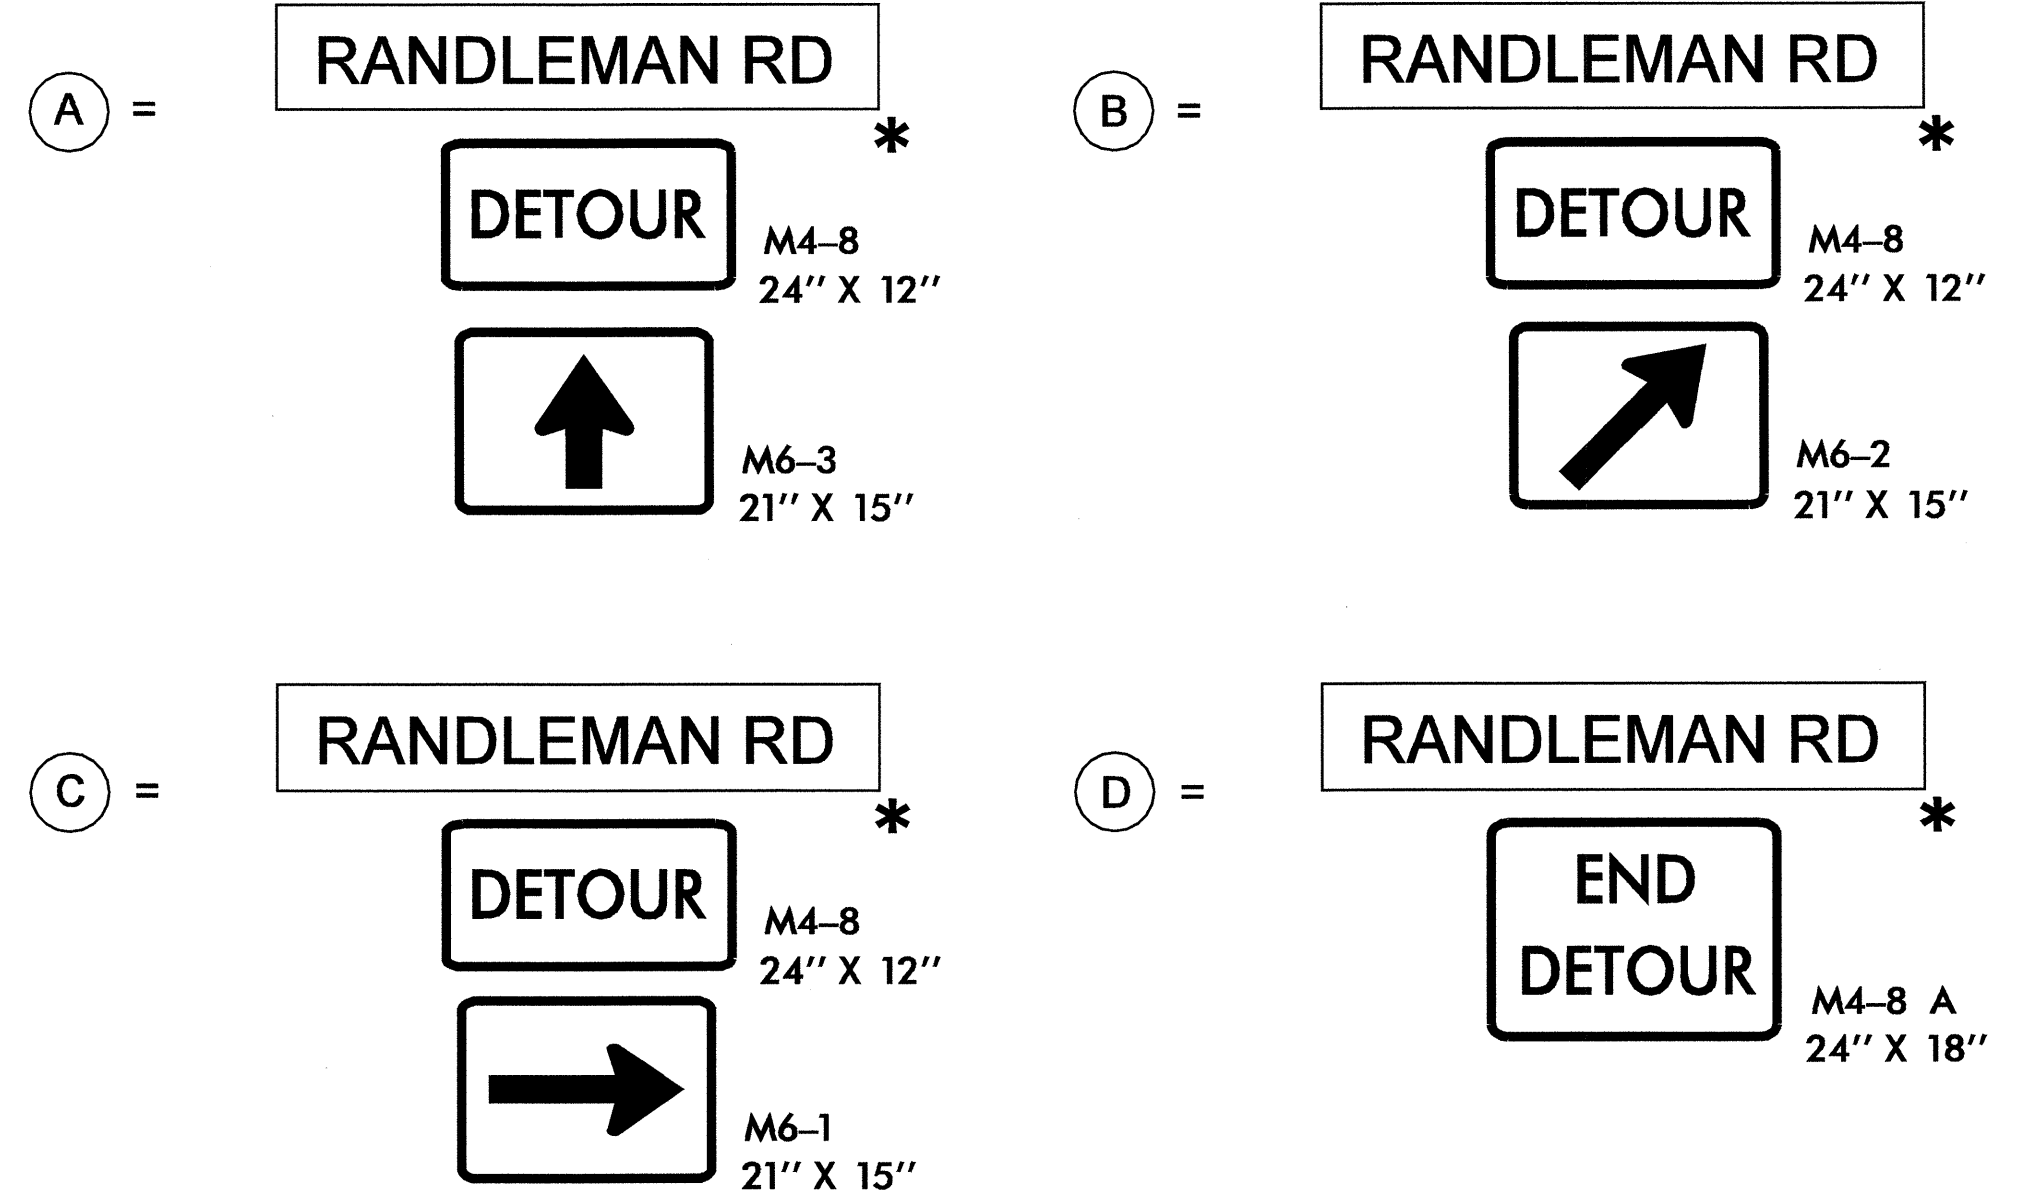 A =
RANDLEMAN RD
*
DETOUR
M4–8
24" X 12"
M6–3
21" X 15"
B =
RANDLEMAN RD
*
DETOUR
M4–8
24" X 12"
M6–2
21" X 15"
C =
RANDLEMAN RD
*
DETOUR
M4–8
24" X 12"
M6–1
21" X 15"
D =
RANDLEMAN RD
*
END
DETOUR
M4–8 A
24" X 18"